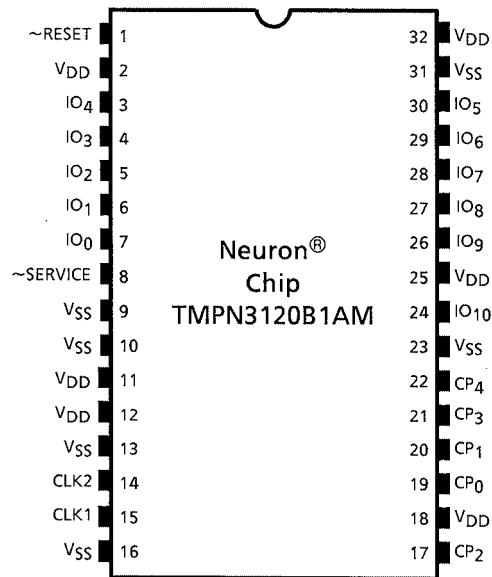 ~RESET 1 32 VDD
VDD 2 31 VSS
IO4 3 30 IO5
IO3 4 29 IO6
IO2 5 28 IO7
IO1 6 27 IO8
IO0 7 26 IO9
~SERVICE 8 25 VDD
VSS 9 24 IO10
VSS 10 23 VSS
VDD 11 22 CP4
VDD 12 21 CP3
VSS 13 20 CP1
CLK2 14 19 CP0
CLK1 15 18 VDD
VSS 16 17 CP2
Neuron®
Chip
TMPN3120B1AM